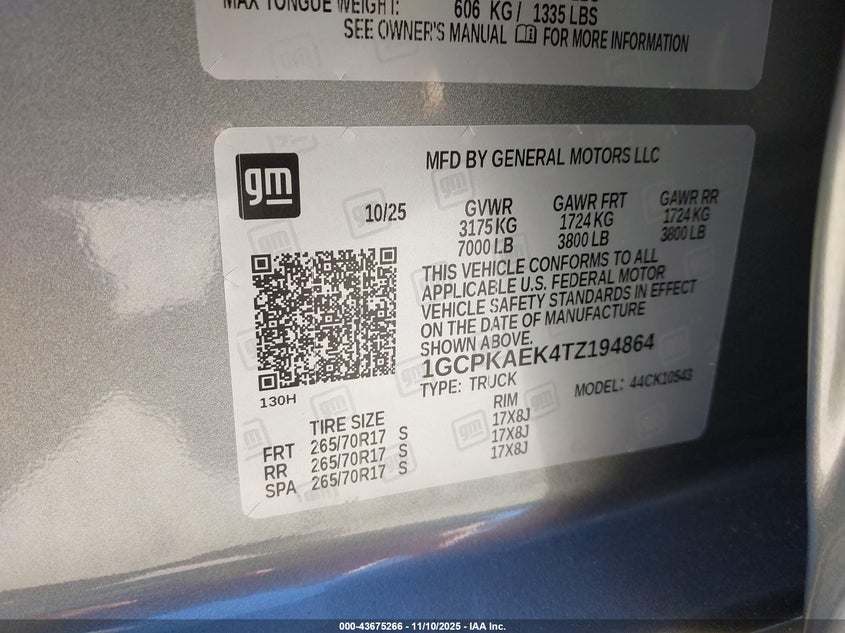 MAX TONGUE WEIGHT: 606 KG / 1335 LBS
SEE OWNER'S MANUAL FOR MORE INFORMATION
gm
MFD BY GENERAL MOTORS LLC
10/25
GVWR GAWR FRT GAWR RR
3175 KG 1724 KG 1724 KG
7000 LB 3800 LB 3800 LB
THIS VEHICLE CONFORMS TO ALL
APPLICABLE U.S. FEDERAL MOTOR
VEHICLE SAFETY STANDARDS IN EFFECT
ON THE DATE OF MANUFACTURE
SHOWN ABOVE.
1GCPKAEK4TZ194864
TYPE: TRUCK MODEL: 44CK10543
130H
TIRE SIZE RIM
FRT 265/70R17 S 17X8J
RR 265/70R17 S 17X8J
SPA 265/70R17 S 17X8J
000-43675266 - 11/10/2025 - IAA Inc.